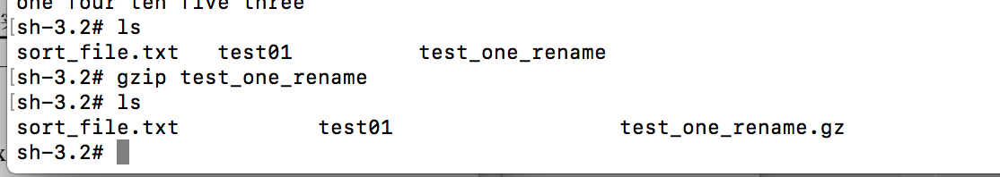 one four ten five three
[sh-3.2# ls
sort_file.txt   test01            test_one_rename
[sh-3.2# gzip test_one_rename
[sh-3.2# ls
sort_file.txt             test01                     test_one_rename.gz
sh-3.2#